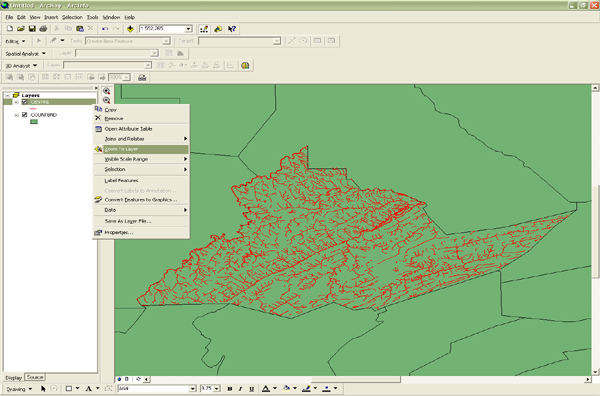 Untitled - ArcMap - ArcInfo
File Edit View Insert Selection Tools Window Help
1:552,285
Editor Task: Create New Feature Target:
Spatial Analyst Layer:
3D Analyst Layer:
100%
Layers
COUNTBND
Copy
Remove
Open Attribute Table
Joins and Relates
Zoom To Layer
Visible Scale Range
Selection
Label Features
Convert Labels to Annotation...
Convert Features to Graphics...
Data
Save As Layer File...
Properties...
Display Source
Drawing A Arial 9.75 B I U A